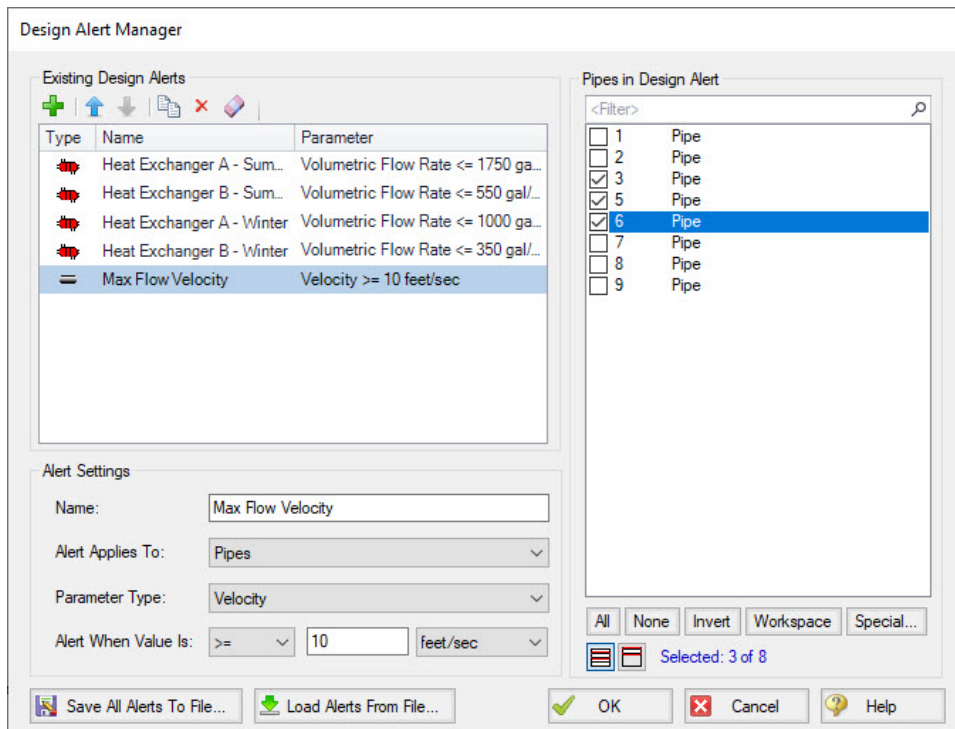 Design Alert Manager
Existing Design Alerts
Type Name Parameter
Heat Exchanger A - Sum... Volumetric Flow Rate <= 1750 ga...
Heat Exchanger B - Sum... Volumetric Flow Rate <= 550 gal/...
Heat Exchanger A - Winter Volumetric Flow Rate <= 1000 ga...
Heat Exchanger B - Winter Volumetric Flow Rate <= 350 gal/...
Max Flow Velocity Velocity >= 10 feet/sec
Alert Settings
Name: Max Flow Velocity
Alert Applies To: Pipes
Parameter Type: Velocity
Alert When Value Is: >= 10 feet/sec
Pipes in Design Alert
<Filter>
1 Pipe
2 Pipe
3 Pipe
5 Pipe
6 Pipe
7 Pipe
8 Pipe
9 Pipe
All None Invert Workspace Special...
Selected: 3 of 8
Save All Alerts To File... Load Alerts From File... OK Cancel Help